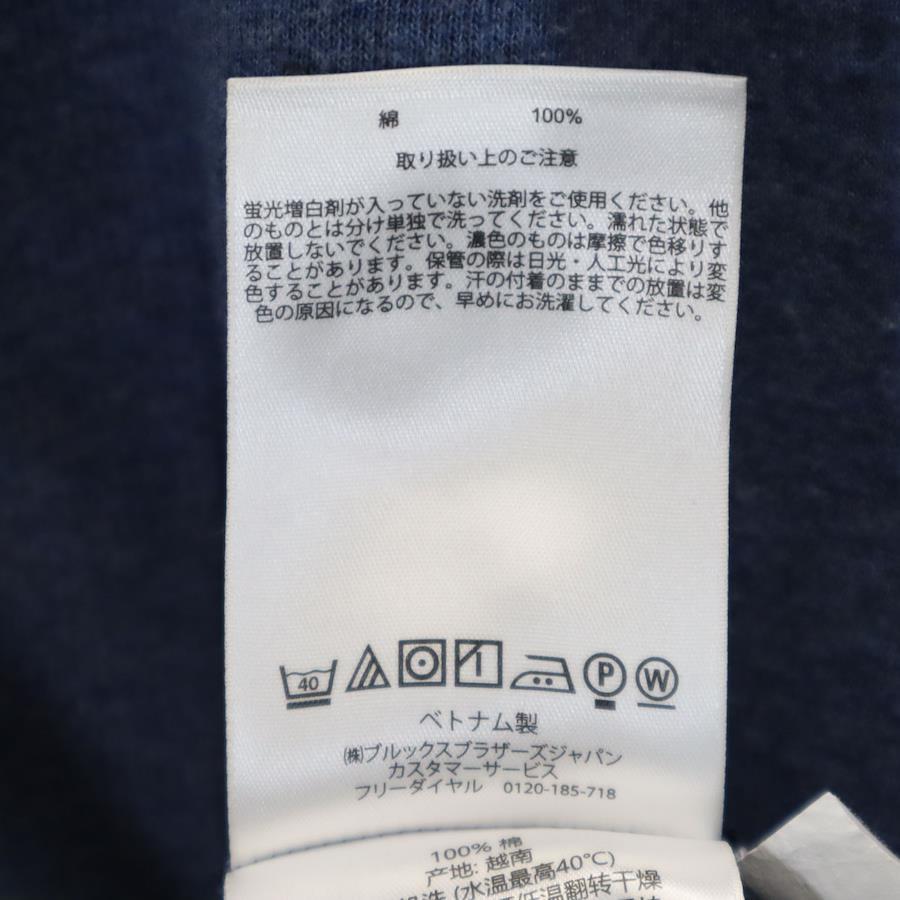 綿 100%
取り扱い上のご注意
蛍光増白剤が入っていない洗剤をご使用ください。他
のものとは分け単独で洗ってください。濡れた状態で
放置しないでください。濃色のものは摩擦で色移りす
ることがあります。保管の際は日光・人工光により変
色することがあります。汗の付着のままでの放置は変
色の原因になるので、早めにお洗濯してください。
40 P W
ベトナム製
㈱ブルックスブラザーズジャパン
カスタマーサービス
フリーダイヤル 0120-185-718
100% 棉
产地: 越南
洗 (水温最高40°C)
低温翻转干燥